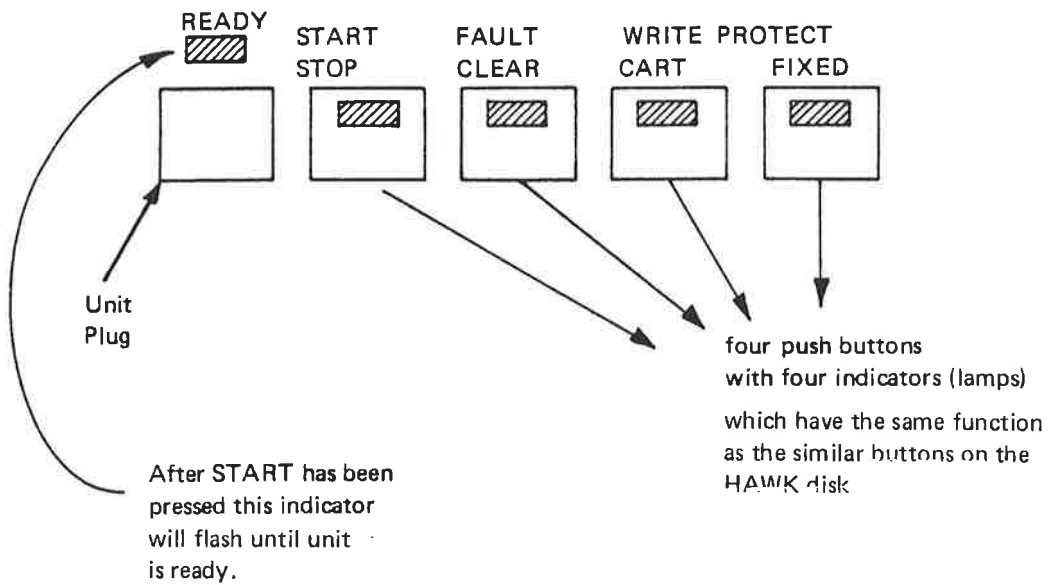 READY
START
STOP
FAULT
CLEAR
WRITE PROTECT
CART
FIXED
Unit
Plug
four push buttons
with four indicators (lamps)
which have the same function
as the similar buttons on the
HAWK disk
After START has been
pressed this indicator
will flash until unit
is ready.